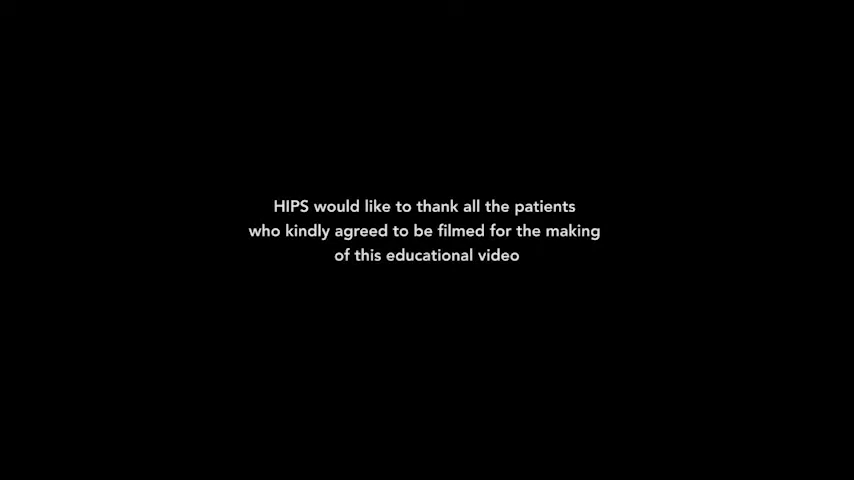 HIPS would like to thank all the patients
who kindly agreed to be filmed for the making
of this educational video